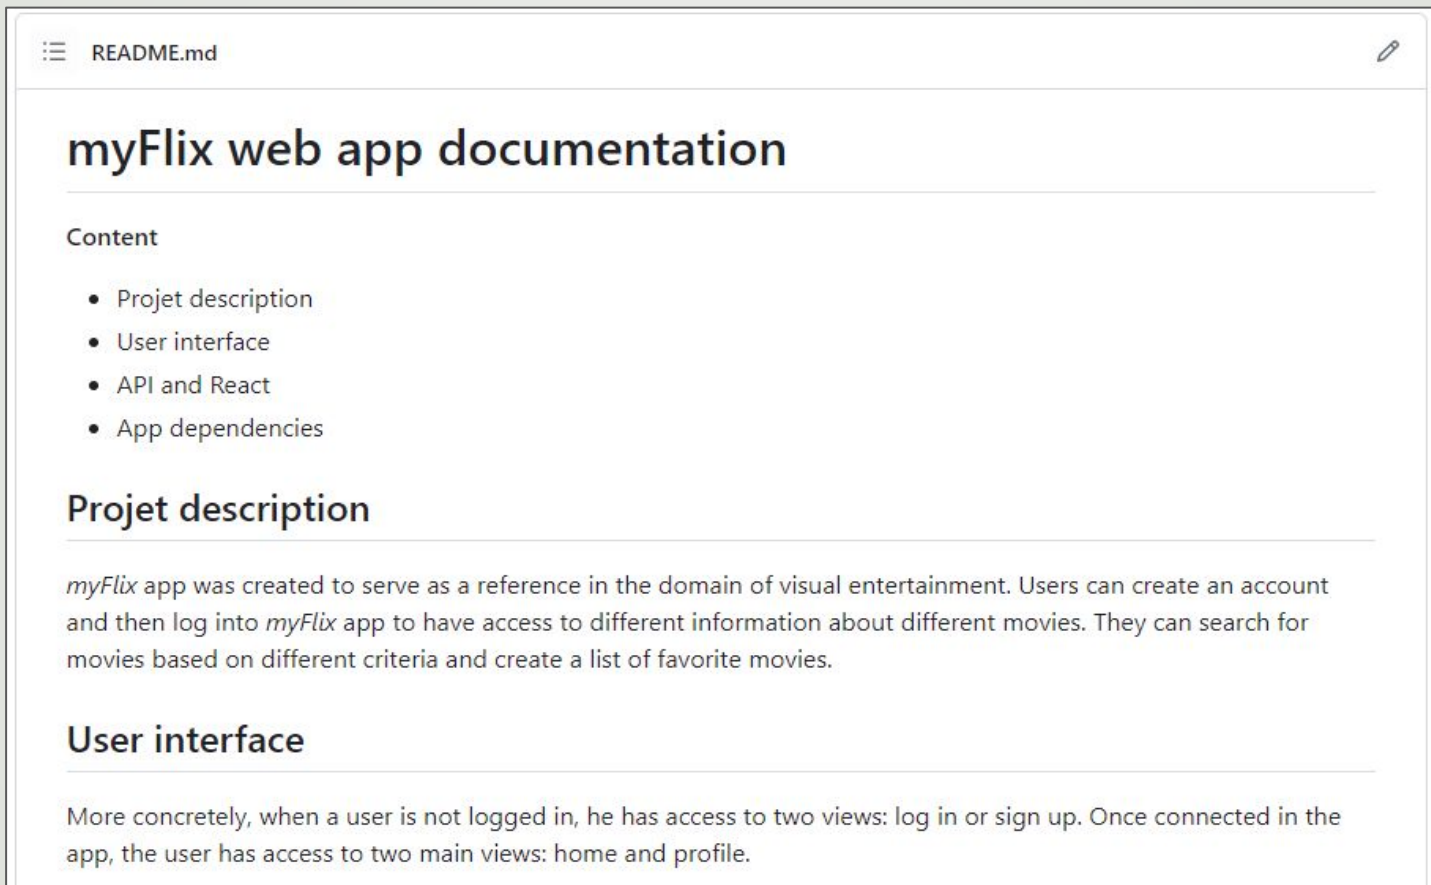 README.md
myFlix web app documentation
Content
Projet description
User interface
API and React
App dependencies
Projet description
myFlix app was created to serve as a reference in the domain of visual entertainment. Users can create an account
and then log into myFlix app to have access to different information about different movies. They can search for
movies based on different criteria and create a list of favorite movies.
User interface
More concretely, when a user is not logged in, he has access to two views: log in or sign up. Once connected in the
app, the user has access to two main views: home and profile.